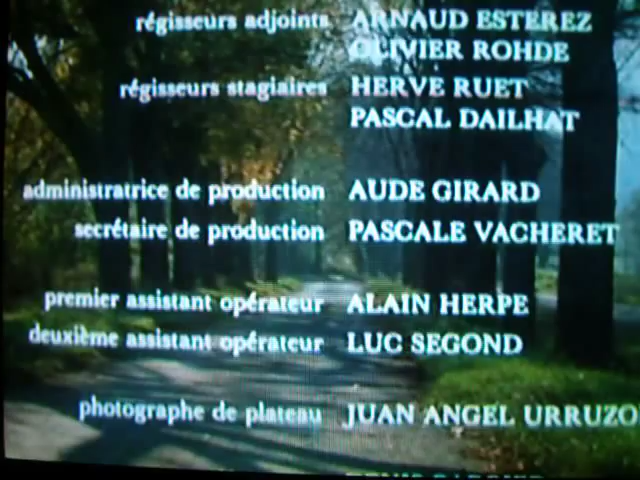 régisseurs adjoints ARNAUD ESTEREZ
OLIVIER ROHDE
régisseurs stagiaires HERVE RUET
PASCAL DAILHAT
administratrice de production AUDE GIRARD
secrétaire de production PASCALE VACHERET
premier assistant opérateur ALAIN HERPE
deuxième assistant opérateur LUC SEGOND
photographe de plateau JUAN ANGEL URRUZO